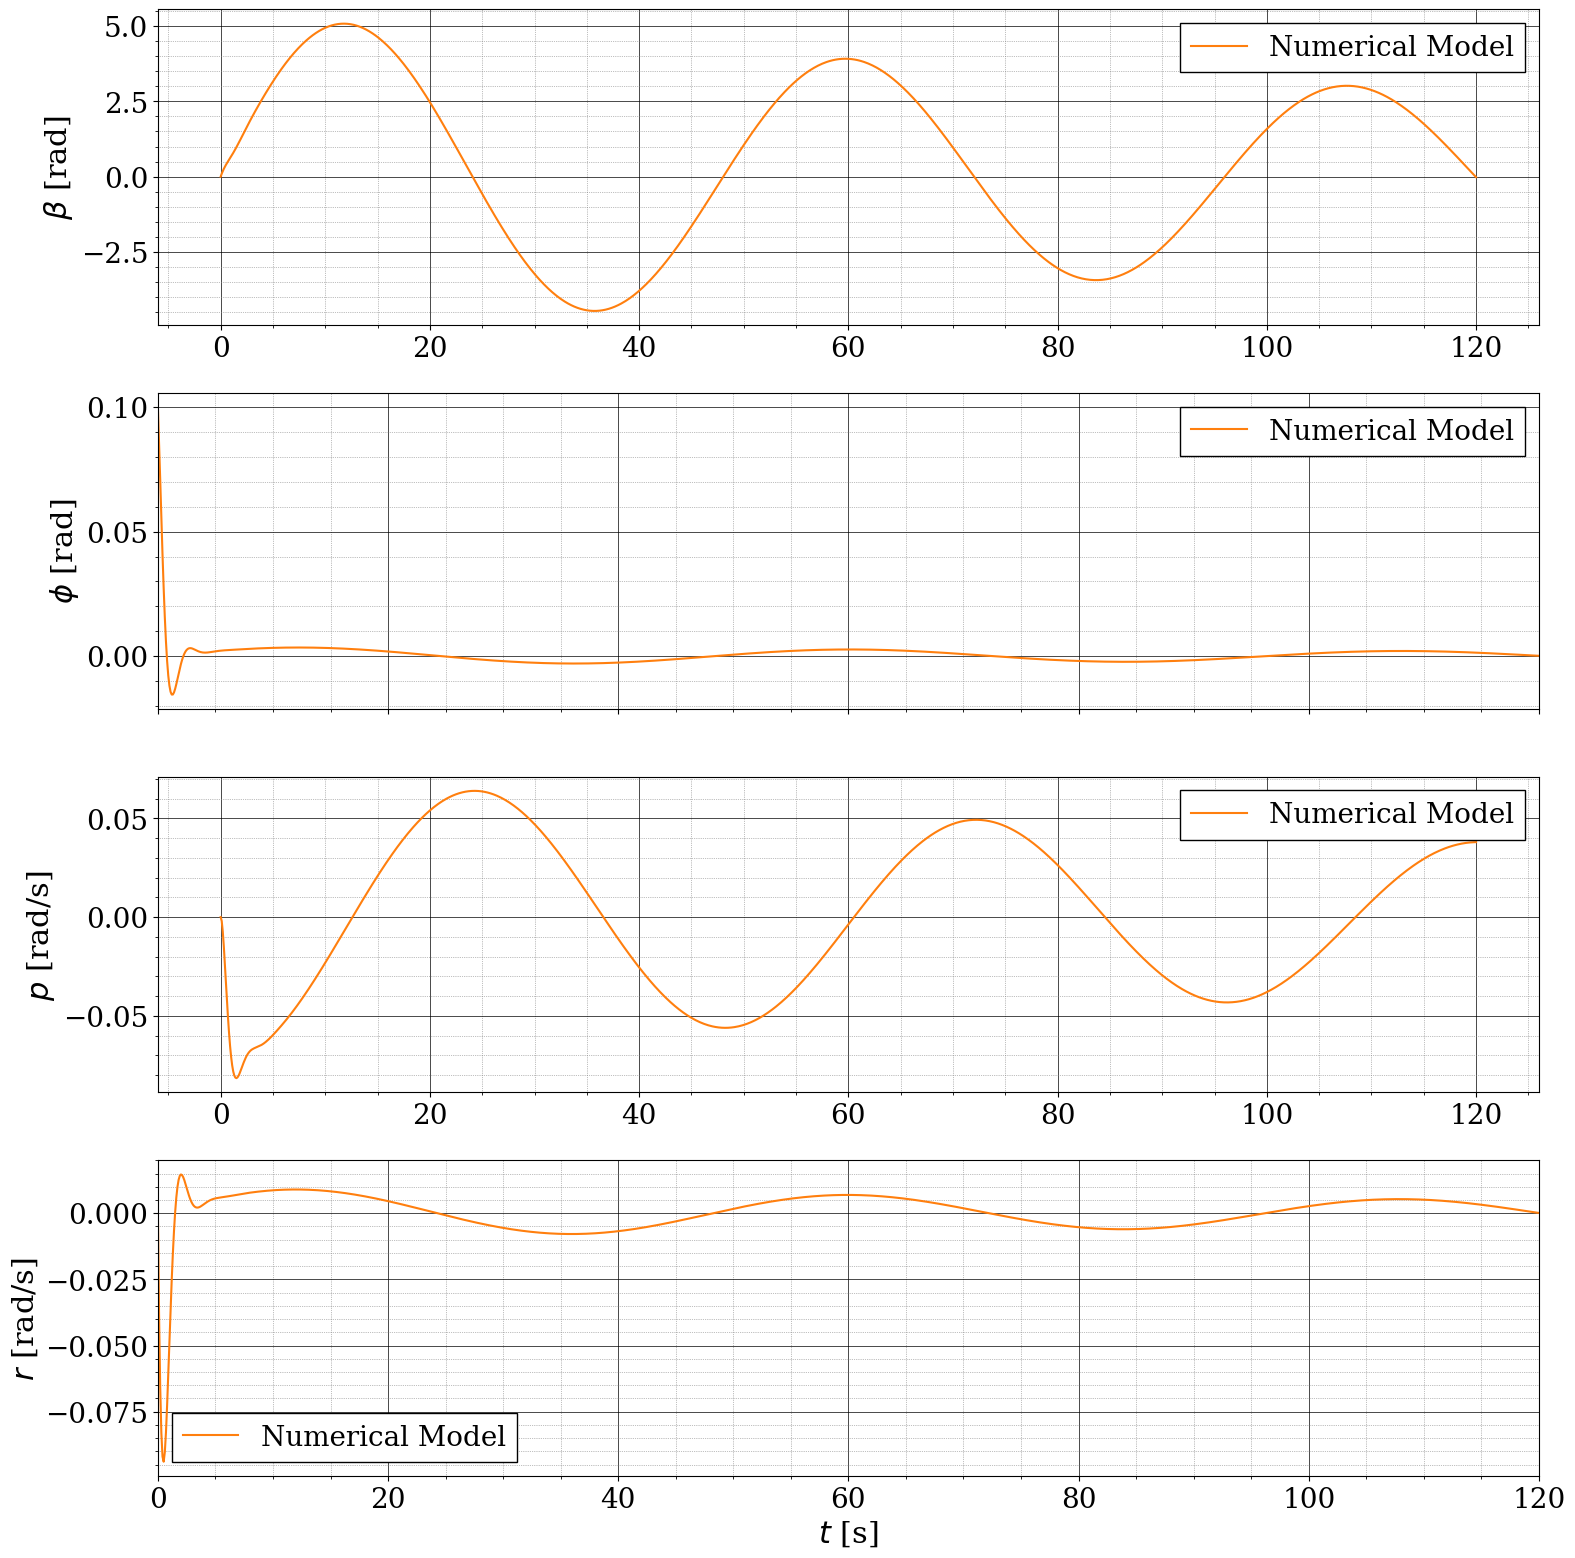 5.0
2.5
0.0
−2.5
β [rad]
Numerical Model
0 20 40 60 80 100 120
0.10
0.05
0.00
ϕ [rad]
Numerical Model
0.05
0.00
−0.05
p [rad/s]
Numerical Model
0 20 40 60 80 100 120
0.000
−0.025
−0.050
−0.075
r [rad/s]
Numerical Model
0 20 40 60 80 100 120
t [s]